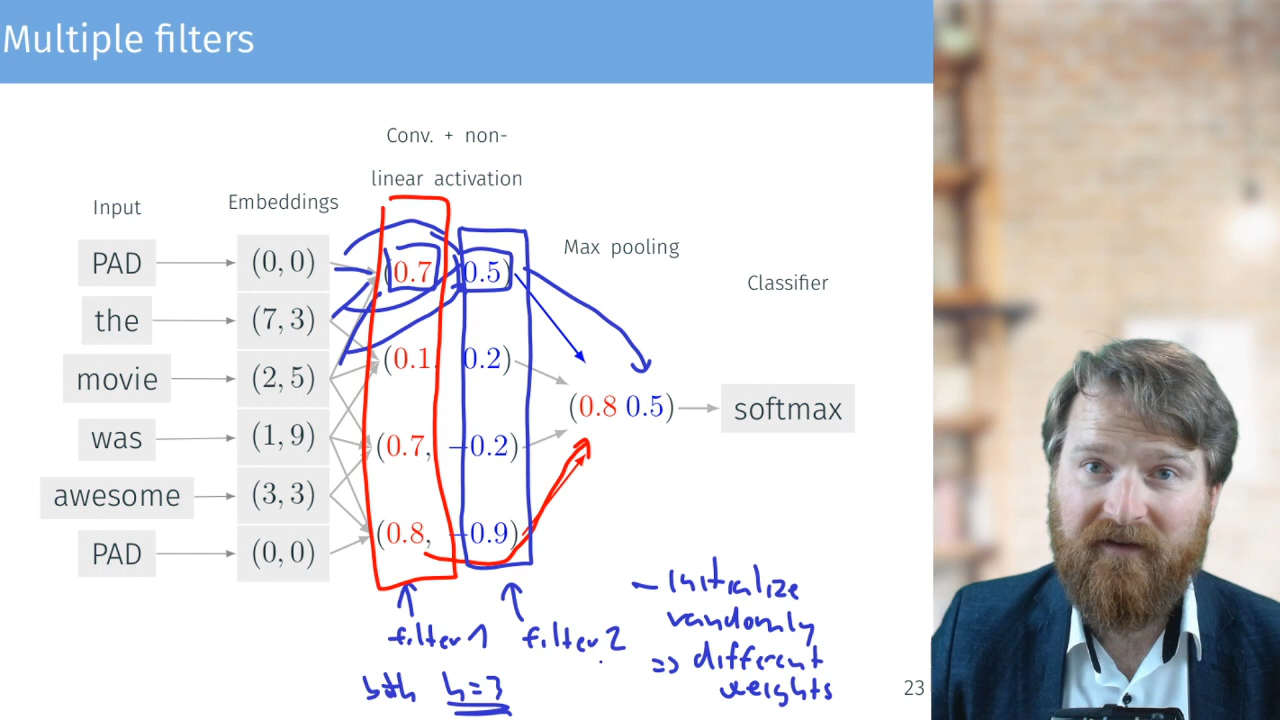 Multiple filters
Conv. + non-
linear activation
Input
Embeddings
Max pooling
Classifier
PAD
(0, 0)
(0.7
0.5)
the
(7, 3)
movie
(2, 5)
(0.1,
0.2)
(0.8 0.5)
softmax
was
(1, 9)
(0.7,
−0.2)
awesome
(3, 3)
PAD
(0, 0)
(0.8,
−0.9)
filter 1
filter 2
both h=3
– initialize
randomly
=> different
weights
23